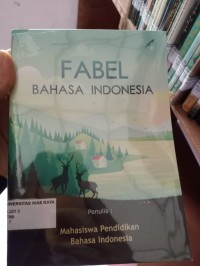 FABEL
BAHASA INDONESIA
Penulis :
Mahasiswa Pendidikan
Bahasa Indonesia